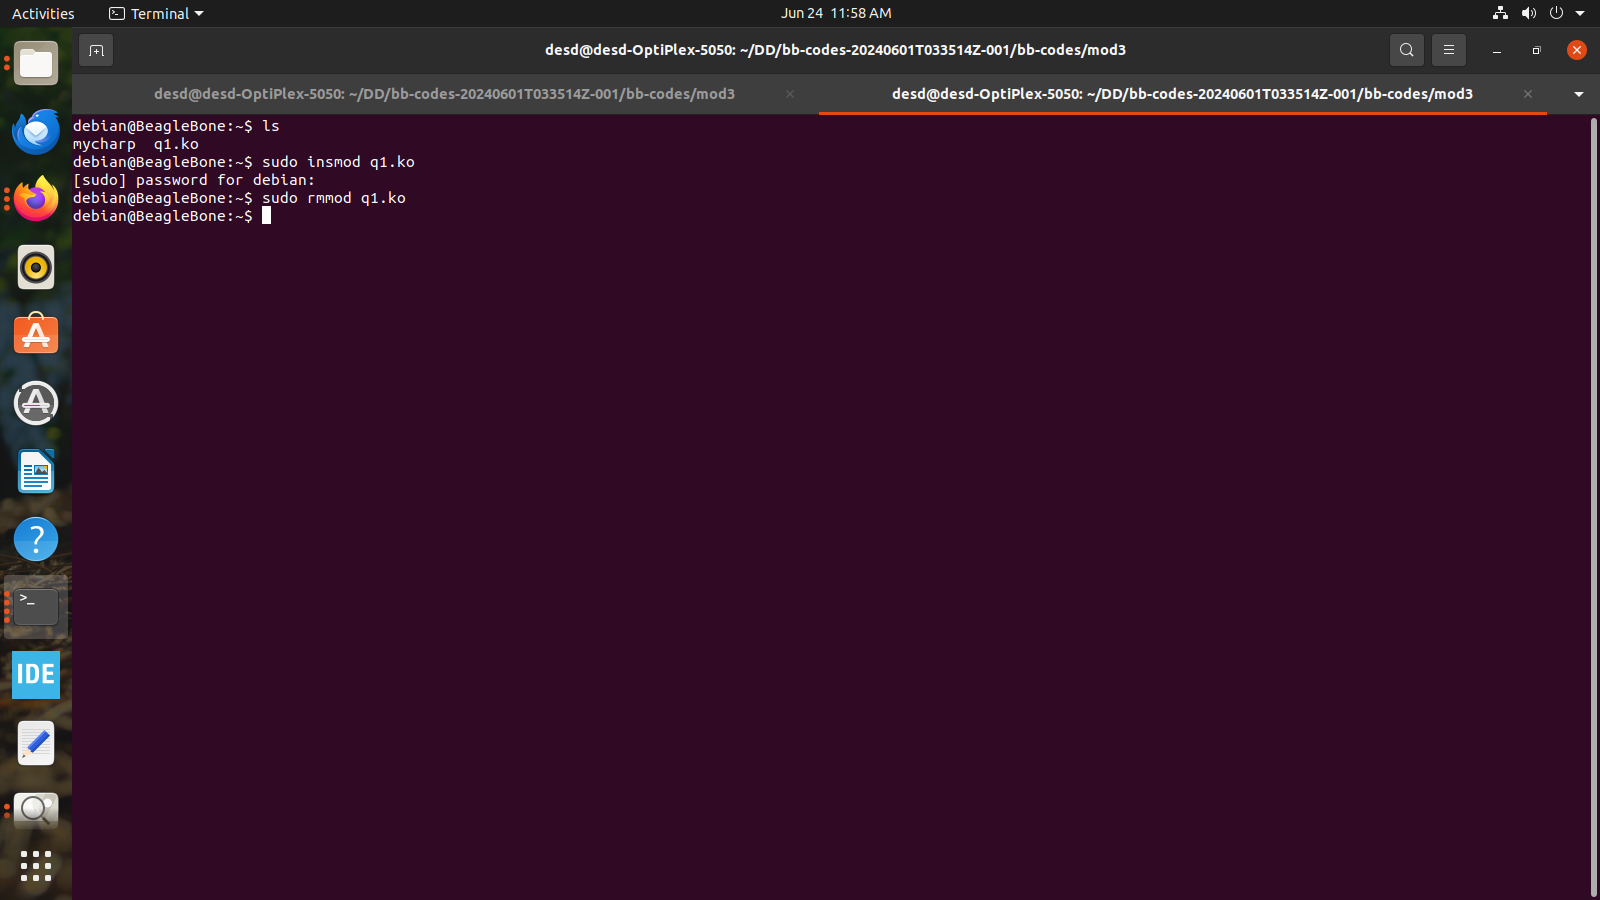 Activities
Terminal
Jun 24 11:58 AM
desd@desd-OptiPlex-5050: ~/DD/bb-codes-20240601T033514Z-001/bb-codes/mod3
desd@desd-OptiPlex-5050: ~/DD/bb-codes-20240601T033514Z-001/bb-codes/mod3
desd@desd-OptiPlex-5050: ~/DD/bb-codes-20240601T033514Z-001/bb-codes/mod3
debian@BeagleBone:~$ ls
mycharp  q1.ko
debian@BeagleBone:~$ sudo insmod q1.ko
[sudo] password for debian:
debian@BeagleBone:~$ sudo rmmod q1.ko
debian@BeagleBone:~$
>_
IDE